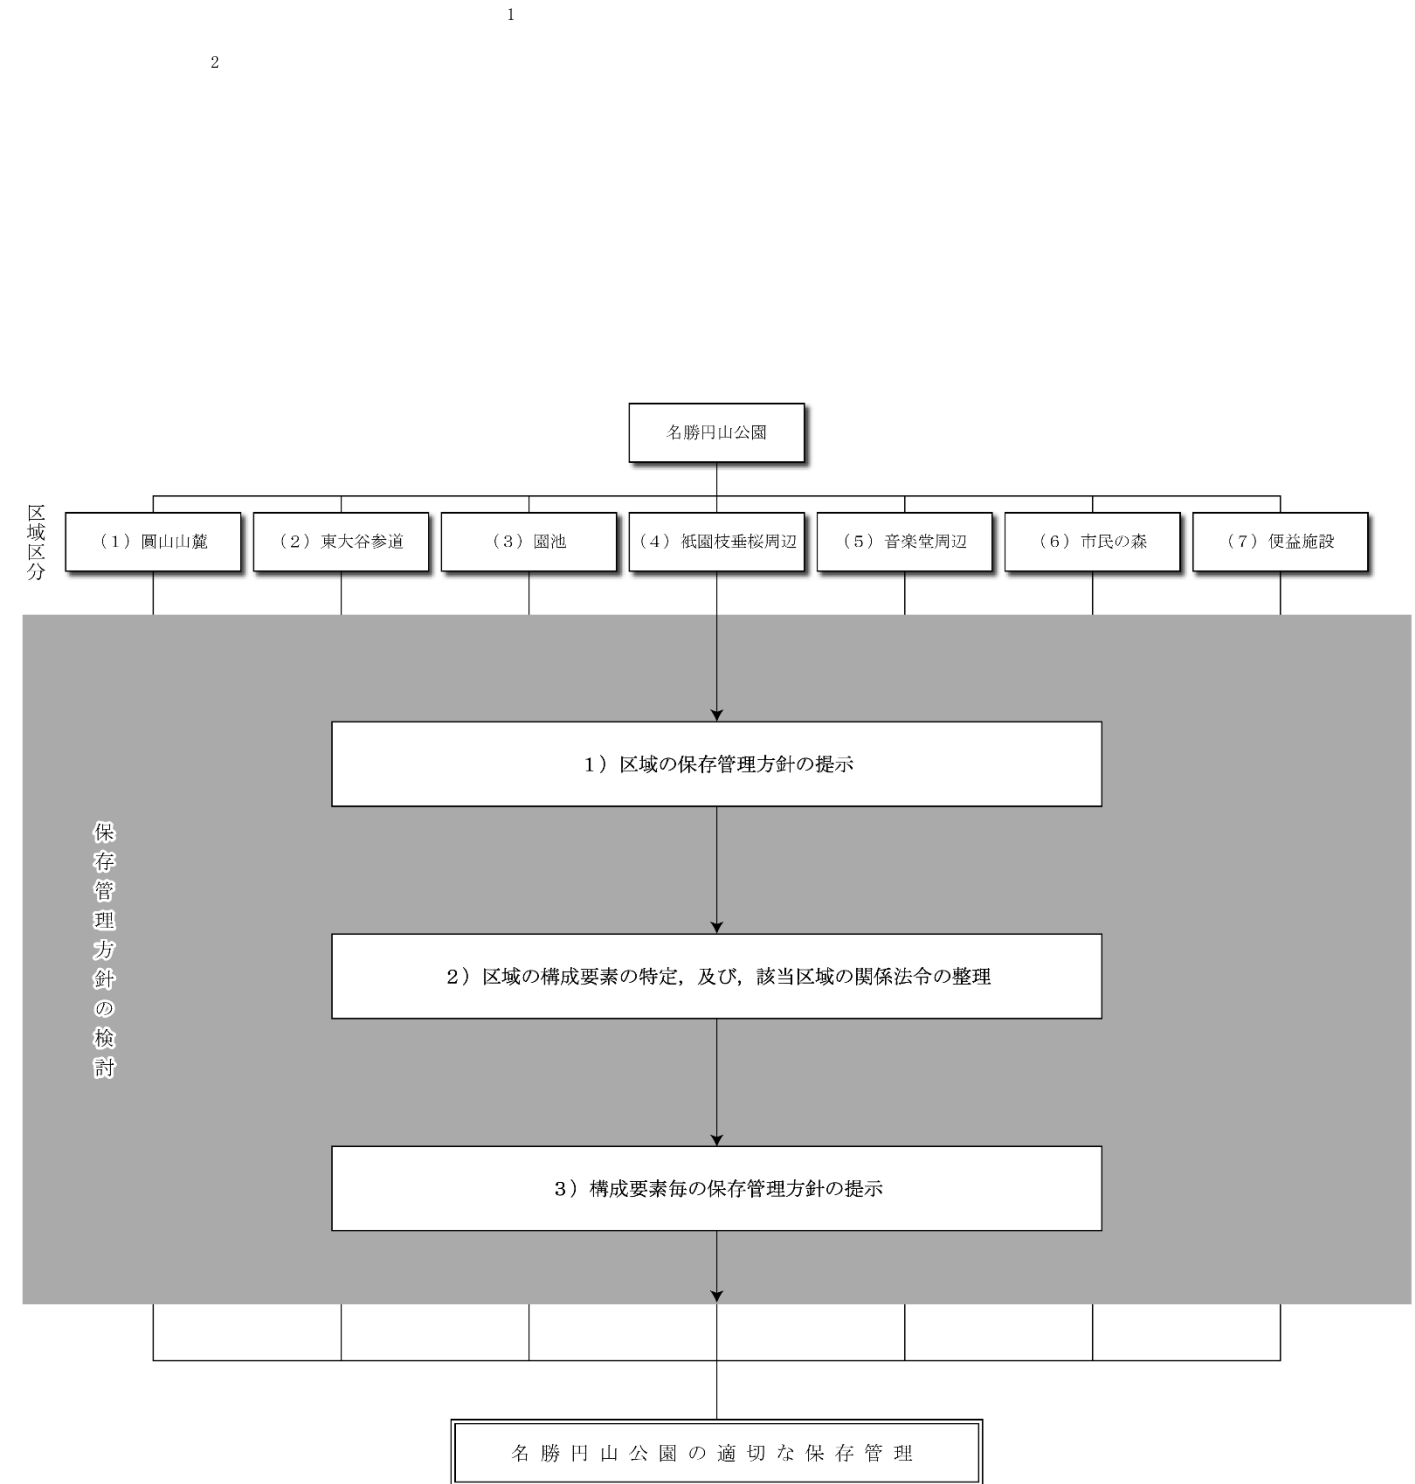 1
2
名勝円山公園
区域区分
（1）圓山山麓
（2）東大谷参道
（3）園池
（4）祇園枝垂桜周辺
（5）音楽堂周辺
（6）市民の森
（7）便益施設
1）区域の保存管理方針の提示
保存管理方針の検討
2）区域の構成要素の特定，及び，該当区域の関係法令の整理
3）構成要素毎の保存管理方針の提示
名勝円山公園の適切な保存管理